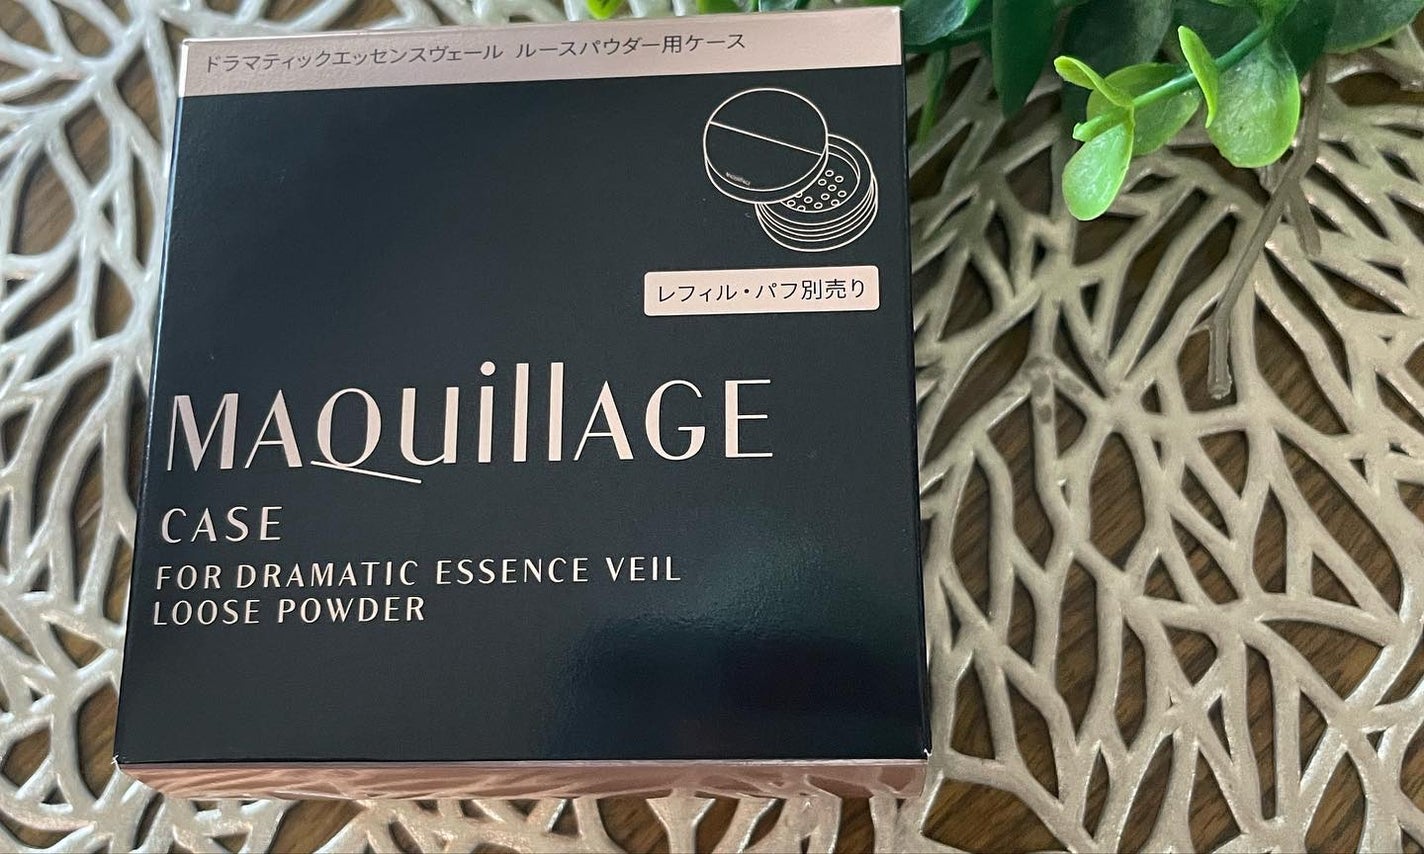 ドラマティックエッセンスヴェール ルースパウダー用ケース
レフィル・パフ別売り
MAQuillAGE
CASE
FOR DRAMATIC ESSENCE VEIL
LOOSE POWDER